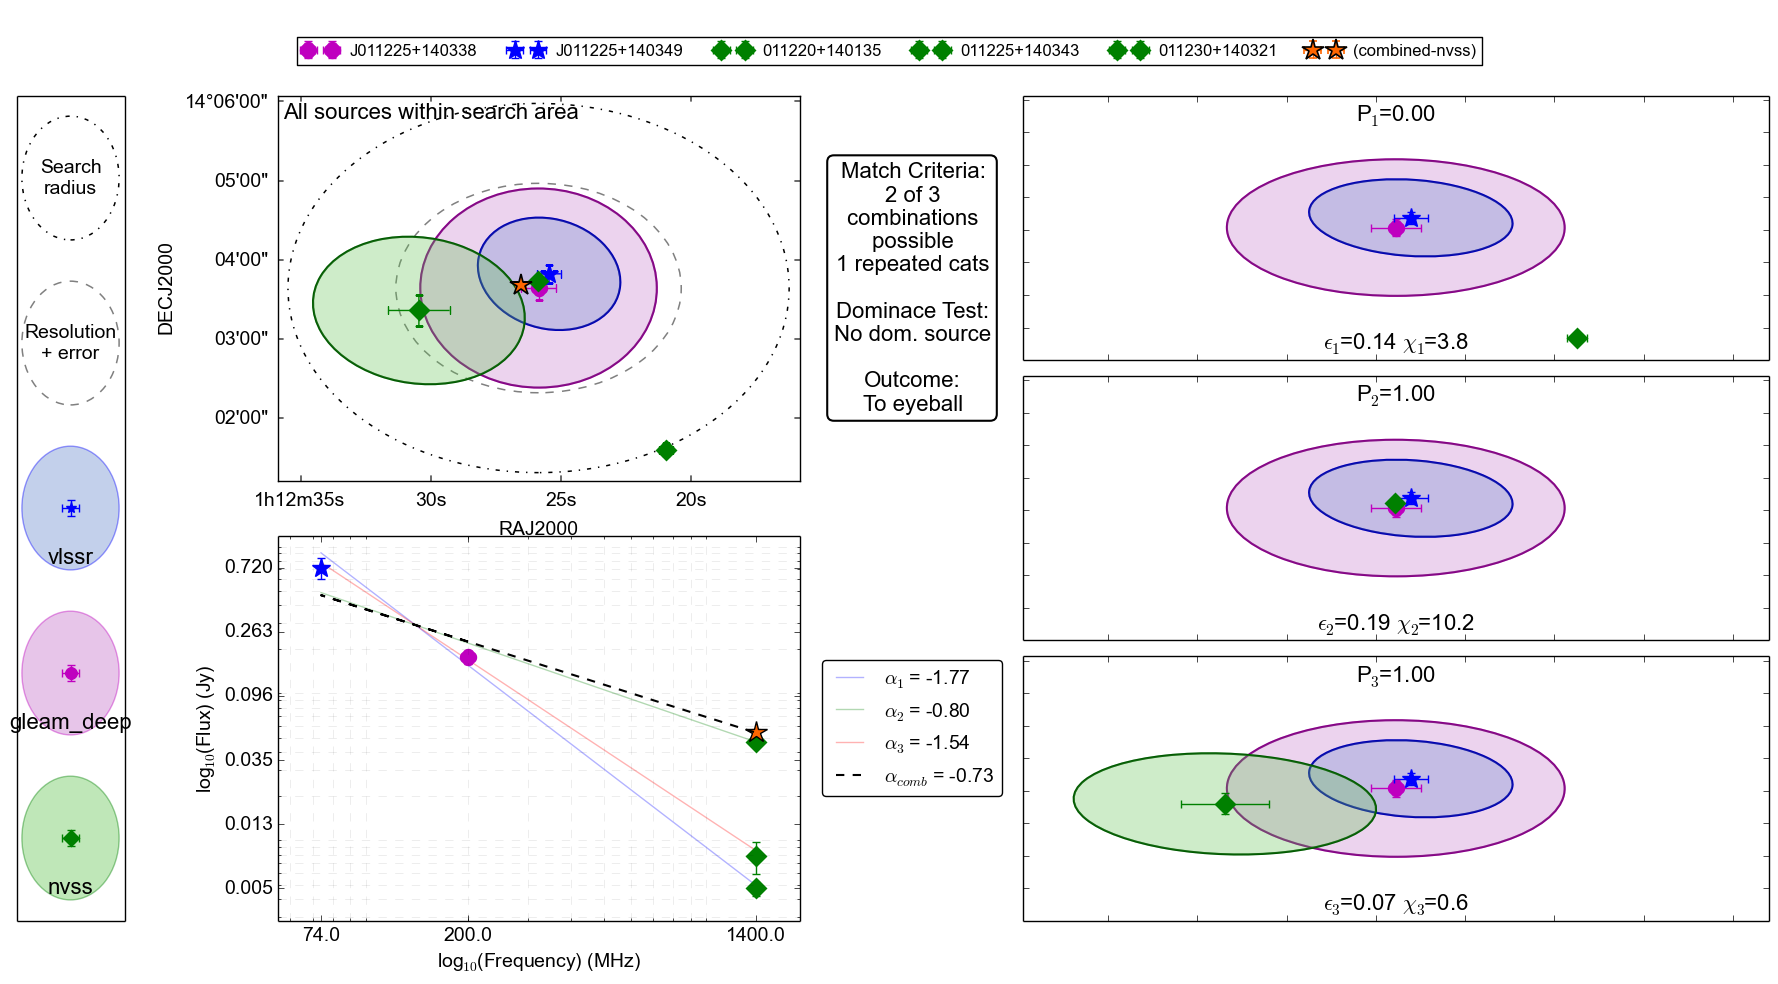 J011225+140338 J011225+140349 011220+140135 011225+140343 011230+140321 (combined-nvss)
Search
radius
Resolution
+ error
vlssr
gleam_deep
nvss
All sources within search area
DECJ2000
14°06'00"
05'00"
04'00"
03'00"
02'00"
1h12m35s 30s 25s 20s
RAJ2000
Match Criteria:
2 of 3
combinations
possible
1 repeated cats
Dominace Test:
No dom. source
Outcome:
To eyeball
log₁₀(Flux) (Jy)
0.720
0.263
0.096
0.035
0.013
0.005
74.0 200.0 1400.0
log₁₀(Frequency) (MHz)
α₁ = -1.77
α₂ = -0.80
α₃ = -1.54
α_comb = -0.73
P₁=0.00
ϵ₁=0.14 χ₁=3.8
P₂=1.00
ϵ₂=0.19 χ₂=10.2
P₃=1.00
ϵ₃=0.07 χ₃=0.6